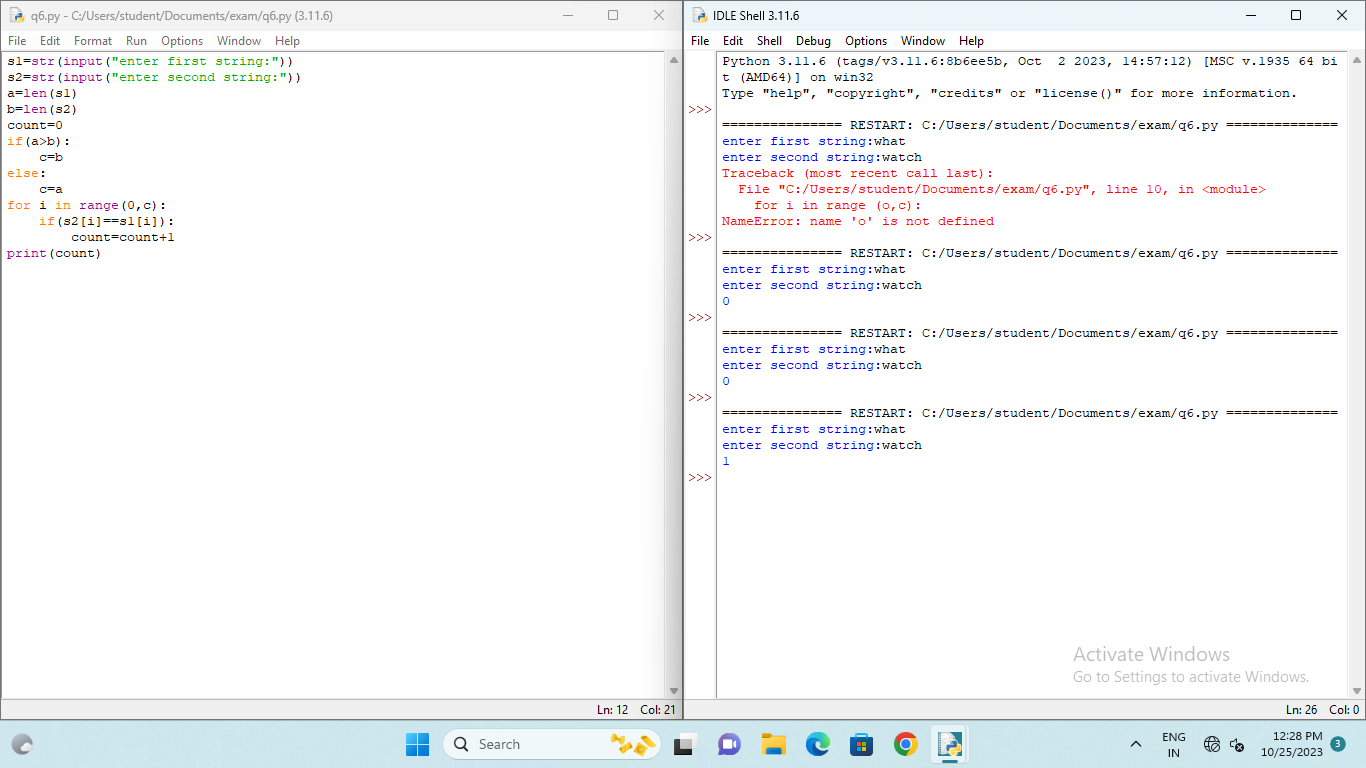 q6.py - C:/Users/student/Documents/exam/q6.py (3.11.6)
File Edit Format Run Options Window Help
s1=str(input("enter first string:"))
s2=str(input("enter second string:"))
a=len(s1)
b=len(s2)
count=0
if(a>b):
    c=b
else:
    c=a
for i in range(0,c):
    if(s2[i]==s1[i]):
        count=count+1
print(count)
Ln: 12 Col: 21
IDLE Shell 3.11.6
File Edit Shell Debug Options Window Help
Python 3.11.6 (tags/v3.11.6:8b6ee5b, Oct  2 2023, 14:57:12) [MSC v.1935 64 bi
t (AMD64)] on win32
Type "help", "copyright", "credits" or "license()" for more information.
>>>
=============== RESTART: C:/Users/student/Documents/exam/q6.py ==============
enter first string:what
enter second string:watch
Traceback (most recent call last):
  File "C:/Users/student/Documents/exam/q6.py", line 10, in <module>
    for i in range (o,c):
NameError: name 'o' is not defined
>>>
=============== RESTART: C:/Users/student/Documents/exam/q6.py ==============
enter first string:what
enter second string:watch
0
>>>
=============== RESTART: C:/Users/student/Documents/exam/q6.py ==============
enter first string:what
enter second string:watch
0
>>>
=============== RESTART: C:/Users/student/Documents/exam/q6.py ==============
enter first string:what
enter second string:watch
1
>>>
Activate Windows
Go to Settings to activate Windows.
Ln: 26 Col: 0
Search
ENG
IN
12:28 PM
10/25/2023
3